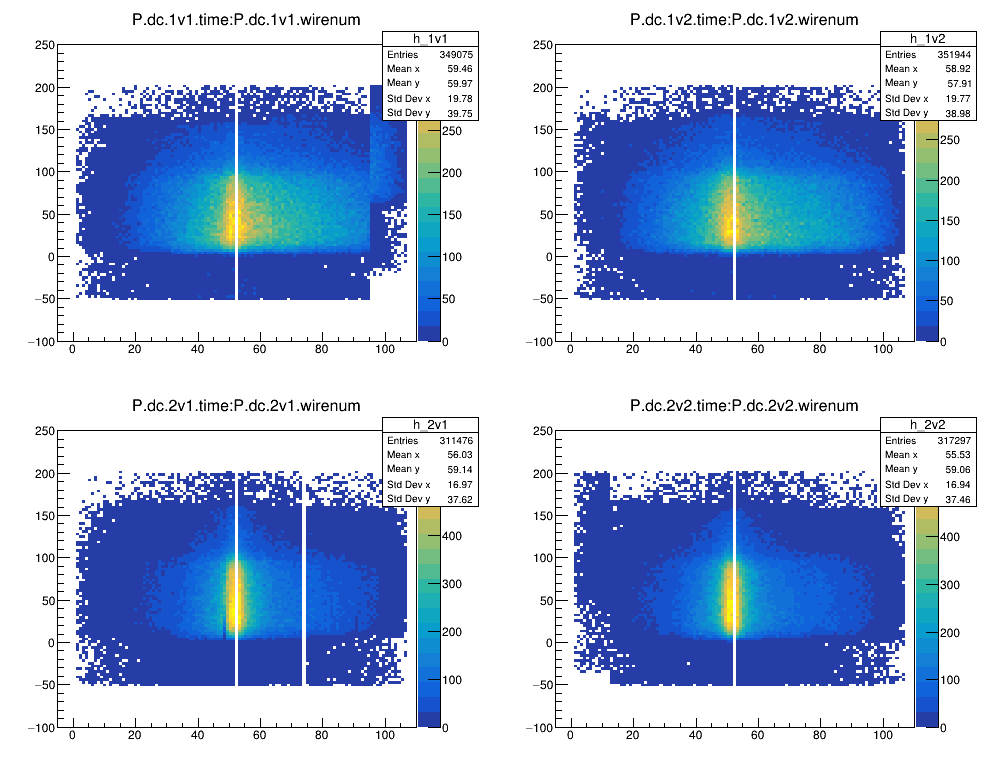 P.dc.1v1.time:P.dc.1v1.wirenum
h_1v1
Entries 349075
Mean x 59.46
Mean y 59.97
Std Dev x 19.78
Std Dev y 39.75
250
200
150
100
50
0
−50
−100
0 20 40 60 80 100
250
200
150
100
50
0
P.dc.1v2.time:P.dc.1v2.wirenum
h_1v2
Entries 351944
Mean x 58.92
Mean y 57.91
Std Dev x 19.77
Std Dev y 38.98
250
200
150
100
50
0
−50
−100
0 20 40 60 80 100
250
200
150
100
50
0
P.dc.2v1.time:P.dc.2v1.wirenum
h_2v1
Entries 311476
Mean x 56.03
Mean y 59.14
Std Dev x 16.97
Std Dev y 37.62
250
200
150
100
50
0
−50
−100
0 20 40 60 80 100
400
300
200
100
0
P.dc.2v2.time:P.dc.2v2.wirenum
h_2v2
Entries 317297
Mean x 55.53
Mean y 59.06
Std Dev x 16.94
Std Dev y 37.46
250
200
150
100
50
0
−50
−100
0 20 40 60 80 100
400
300
200
100
0